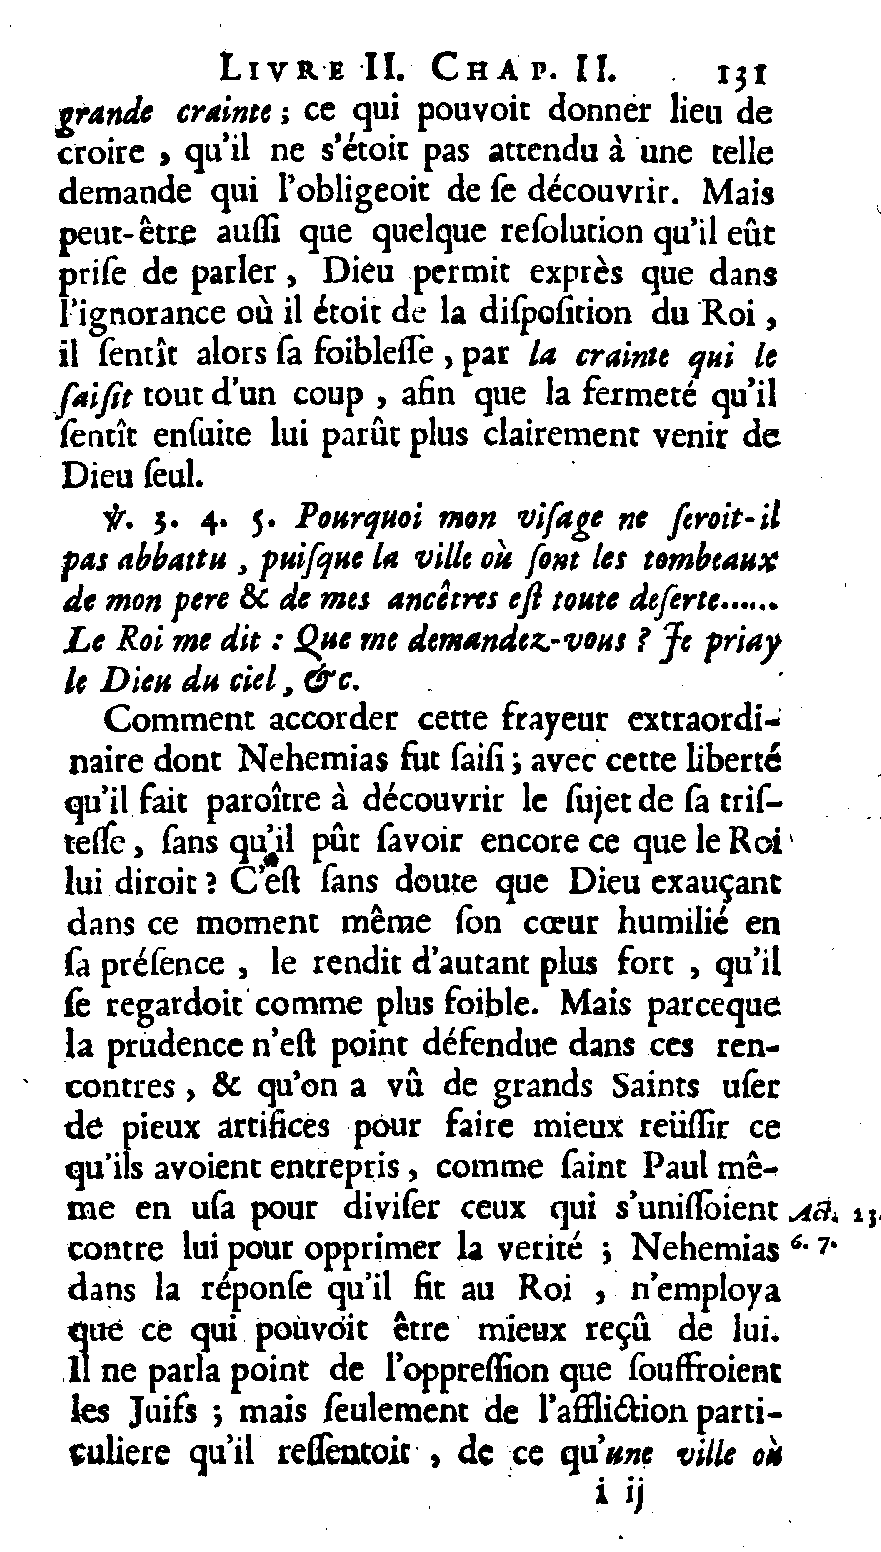 LIVRE II. CHAP. II. 131
grande crainte ; ce qui pouvoit donner lieu de
croire , qu'il ne s'étoit pas attendu à une telle
demande qui l'obligeoit de ſe découvrir. Mais
peut-être auſſi que quelque reſolution qu'il eût
priſe de parler , Dieu permit exprès que dans
l'ignorance où il étoit de la diſpoſition du Roi ,
il ſentît alors ſa foibleſſe , par la crainte qui le
ſaiſit tout d'un coup , afin que la fermeté qu'il
ſentît enſuite lui parût plus clairement venir de
Dieu ſeul.
℣. 3. 4. 5. Pourquoi mon viſage ne ſeroit-il
pas abbattu , puiſque la ville où ſont les tombeaux
de mon pere & de mes ancêtres eſt toute deſerte......
Le Roi me dit : Que me demandez-vous ? Je priay
le Dieu du ciel , &c.
Comment accorder cette frayeur extraordi-
naire dont Nehemias fut ſaiſi ; avec cette liberté
qu'il fait paroître à découvrir le ſujet de ſa triſ-
teſſe , ſans qu'il pût ſavoir encore ce que le Roi
lui diroit ? C'eſt ſans doute que Dieu exauçant
dans ce moment même ſon cœur humilié en
ſa préſence , le rendit d'autant plus fort , qu'il
ſe regardoit comme plus foible. Mais parceque
la prudence n'eſt point défendue dans ces ren-
contres , & qu'on a vû de grands Saints uſer
de pieux artifices pour faire mieux reüſſir ce
qu'ils avoient entrepris , comme ſaint Paul mê-
me en uſa pour diviſer ceux qui s'uniſſoient Act. 23.
contre lui pour opprimer la verité ; Nehemias 6. 7.
dans la réponſe qu'il fit au Roi , n'employa
que ce qui pouvoit être mieux reçû de lui.
Il ne parla point de l'oppreſſion que ſouffroient
les Juifs ; mais ſeulement de l'affliction parti-
culiere qu'il reſſentoit , de ce qu'une ville où
i ij